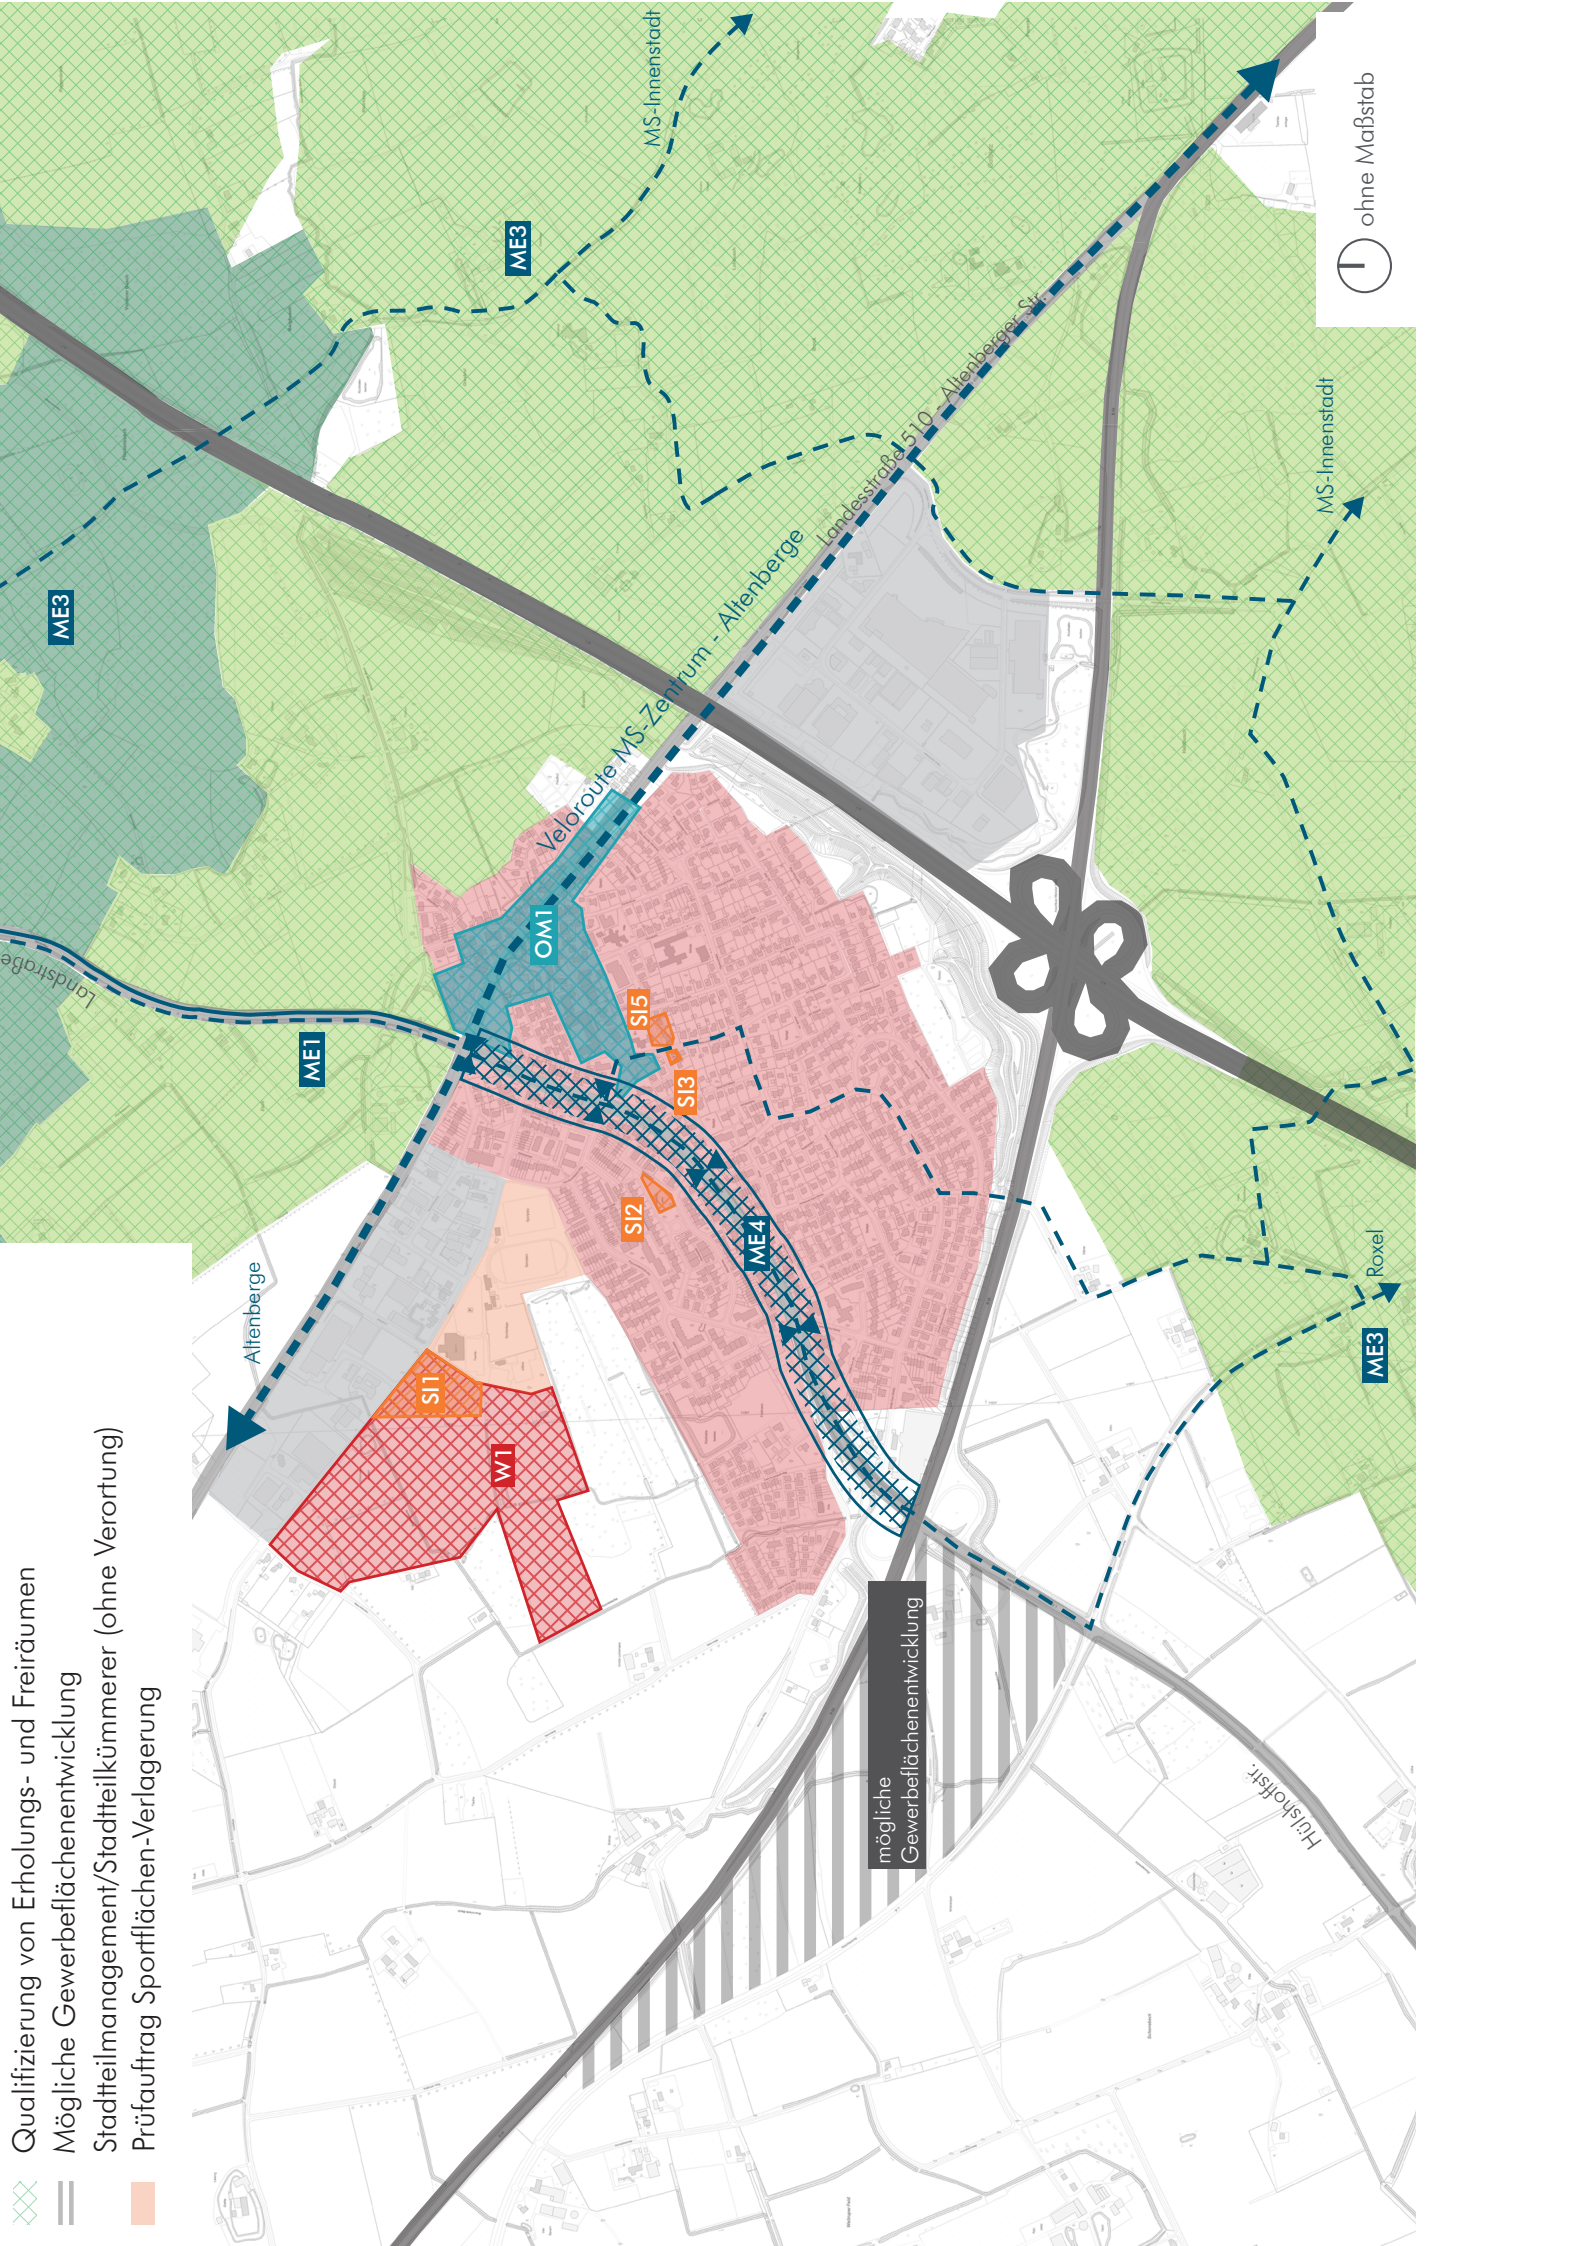 Qualifizierung von Erholungs- und Freiräumen
Mögliche Gewerbeflächenentwicklung
Stadtteilmanagement/Stadtteilkümmerer (ohne Verortung)
Prüfauftrag Sportflächen-Verlagerung
Altenberge
W1
SI1
SI2
SI3
SI5
OM1
ME1
ME3
ME3
ME3
ME4
Landstraße
MS-Innenstadt
MS-Innenstadt
Veloroute MS-Zentrum - Altenberge
Landesstraße 510 - Altenberger Str.
mögliche
Gewerbeflächenentwicklung
Hülshoffstr.
Roxel
ohne Maßstab